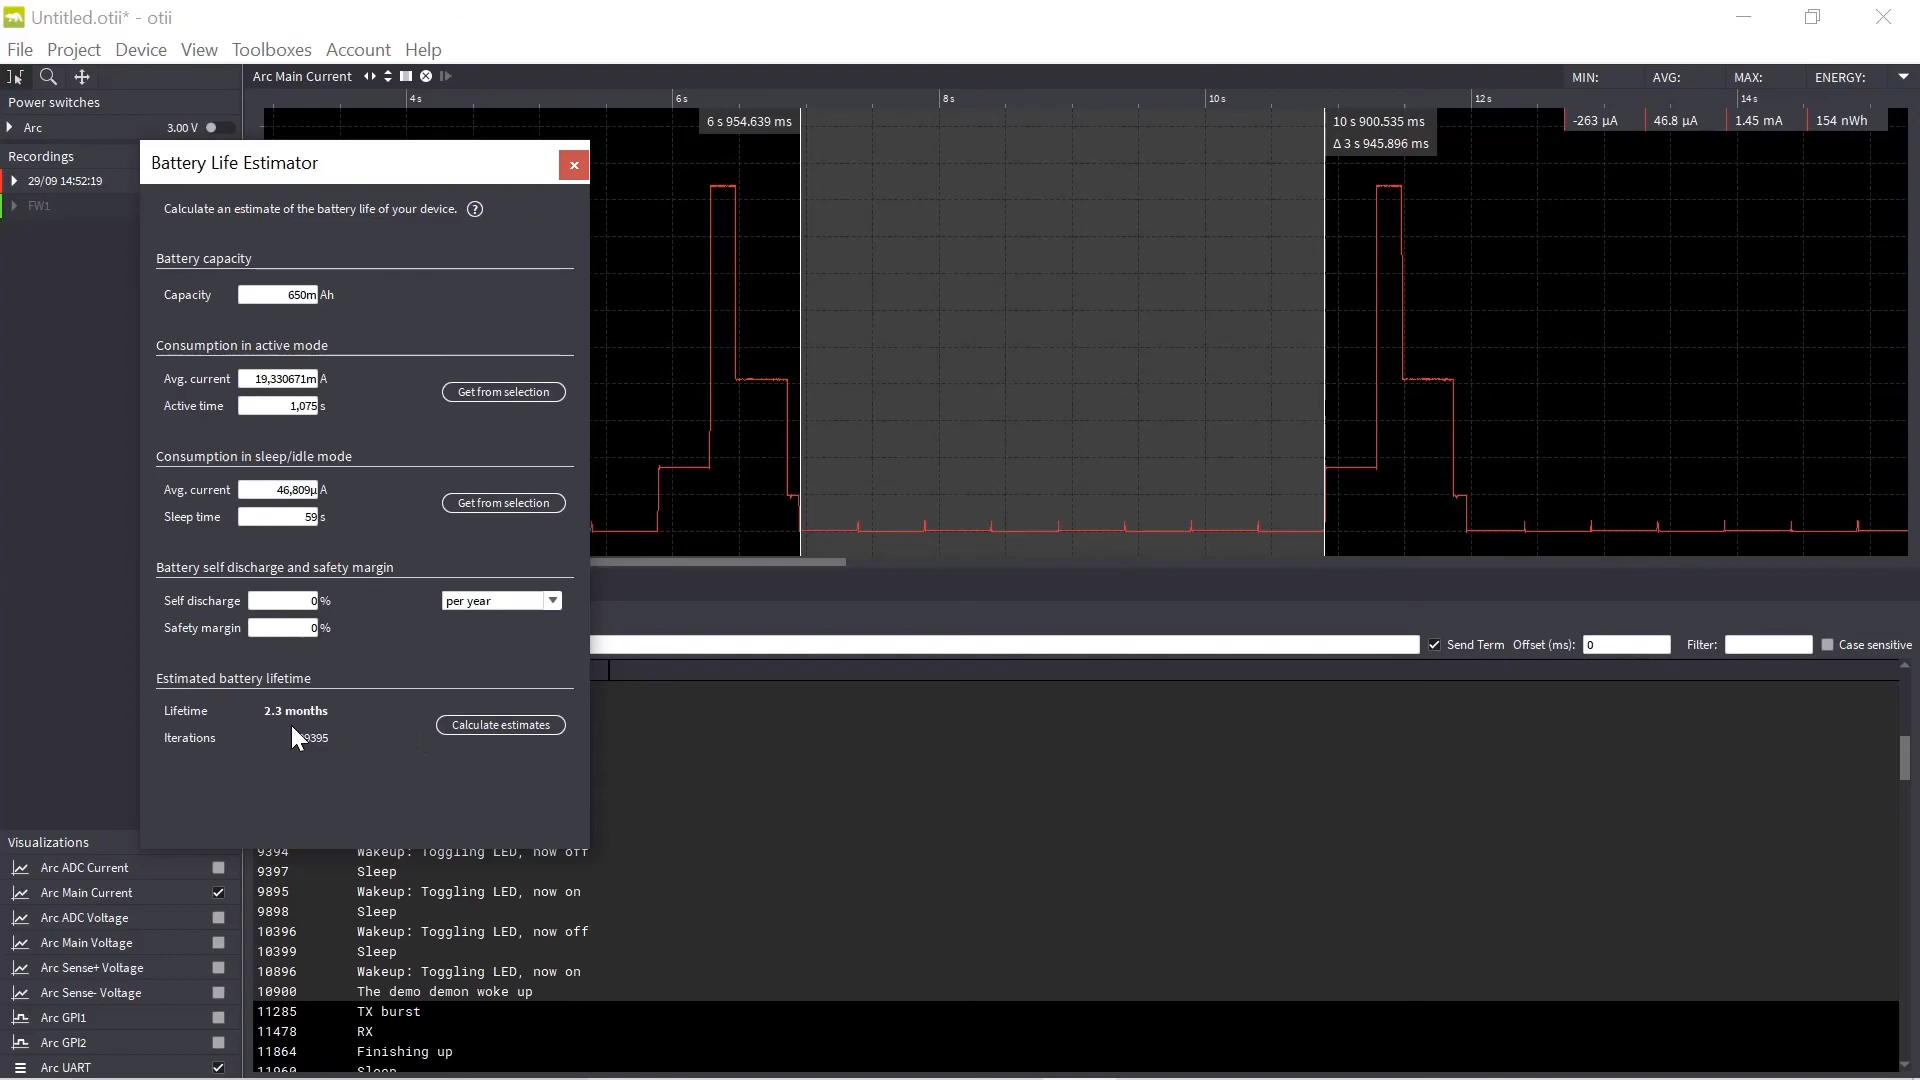 Untitled.otii* - otii
File Project Device View Toolboxes Account Help
Arc Main Current
MIN: AVG: MAX: ENERGY:
Power switches
4 s 6 s 8 s 10 s 12 s 14 s
Arc 3.00 V
6 s 954.639 ms
10 s 900.535 ms
Δ 3 s 945.896 ms
-263 µA 46.8 µA 1.45 mA 154 nWh
Recordings
29/09 14:52:19
FW1
Battery Life Estimator
Calculate an estimate of the battery life of your device. ?
Battery capacity
Capacity 650m Ah
Consumption in active mode
Avg. current 19,330671m A
Get from selection
Active time 1,075 s
Consumption in sleep/idle mode
Avg. current 46,809µ A
Get from selection
Sleep time 59 s
Battery self discharge and safety margin
Self discharge 0 % per year
Safety margin 0 %
Estimated battery lifetime
Lifetime 2.3 months
Calculate estimates
Iterations
Send Term Offset (ms): 0 Filter: Case sensitive
Visualizations
Arc ADC Current
Arc Main Current
Arc ADC Voltage
Arc Main Voltage
Arc Sense+ Voltage
Arc Sense- Voltage
Arc GPI1
Arc GPI2
Arc UART
9394 Wakeup: Toggling LED, now off
9397 Sleep
9895 Wakeup: Toggling LED, now on
9898 Sleep
10396 Wakeup: Toggling LED, now off
10399 Sleep
10896 Wakeup: Toggling LED, now on
10900 The demo demon woke up
11285 TX burst
11478 RX
11864 Finishing up
11960 Sleep